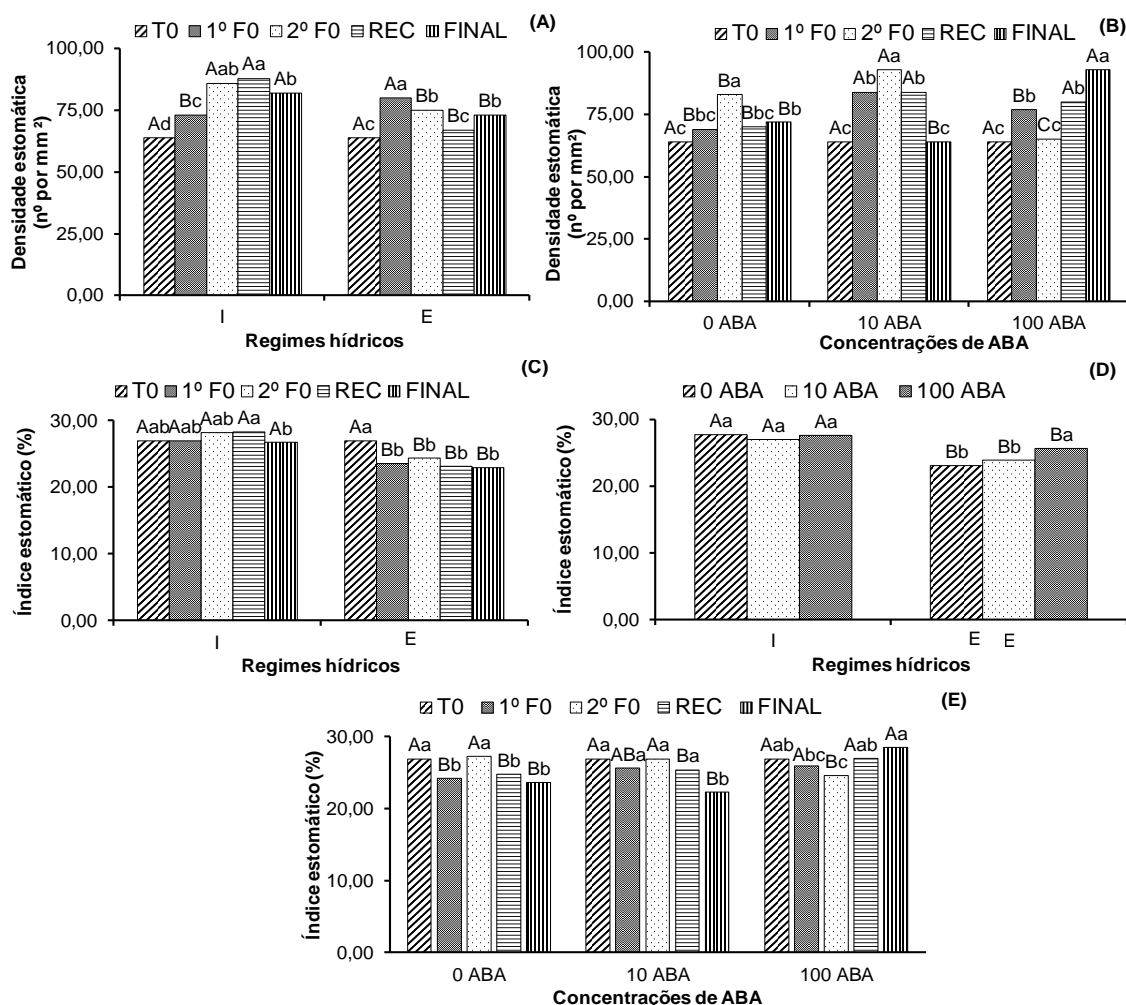 T0 1º F0 2º F0 REC FINAL (A)
100,00
75,00
50,00
25,00
0,00
Densidade estomática
(nº por mm²)
Ad Bc Aab Aa Ab
Ac Aa Bb Bc Bb
I E
Regimes hídricos
T0 1º F0 2º F0 REC FINAL (B)
100,00
75,00
50,00
25,00
0,00
Densidade estomática
(nº por mm²)
Ac Bbc Ba Bbc Bb
Ac Ab Aa Ab Bc
Ac Bb Cc Ab Aa
0 ABA 10 ABA 100 ABA
Concentrações de ABA
T0 1º F0 2º F0 REC FINAL (C)
30,00
20,00
10,00
0,00
Índice estomático (%)
Aab Aab Aab Aa Ab
Aa Bb Bb Bb Bb
I E
Regimes hídricos
0 ABA 10 ABA 100 ABA (D)
30,00
20,00
10,00
0,00
Índice estomático (%)
Aa Aa Aa
Bb Bb Ba
I E E
Regimes hídricos
T0 1º F0 2º F0 REC FINAL (E)
30,00
20,00
10,00
0,00
Índice estomático (%)
Aa Bb Aa Bb Bb
Aa ABa Aa Ba Bb
Aab Abc Bc Aab Aa
0 ABA 10 ABA 100 ABA
Concentrações de ABA